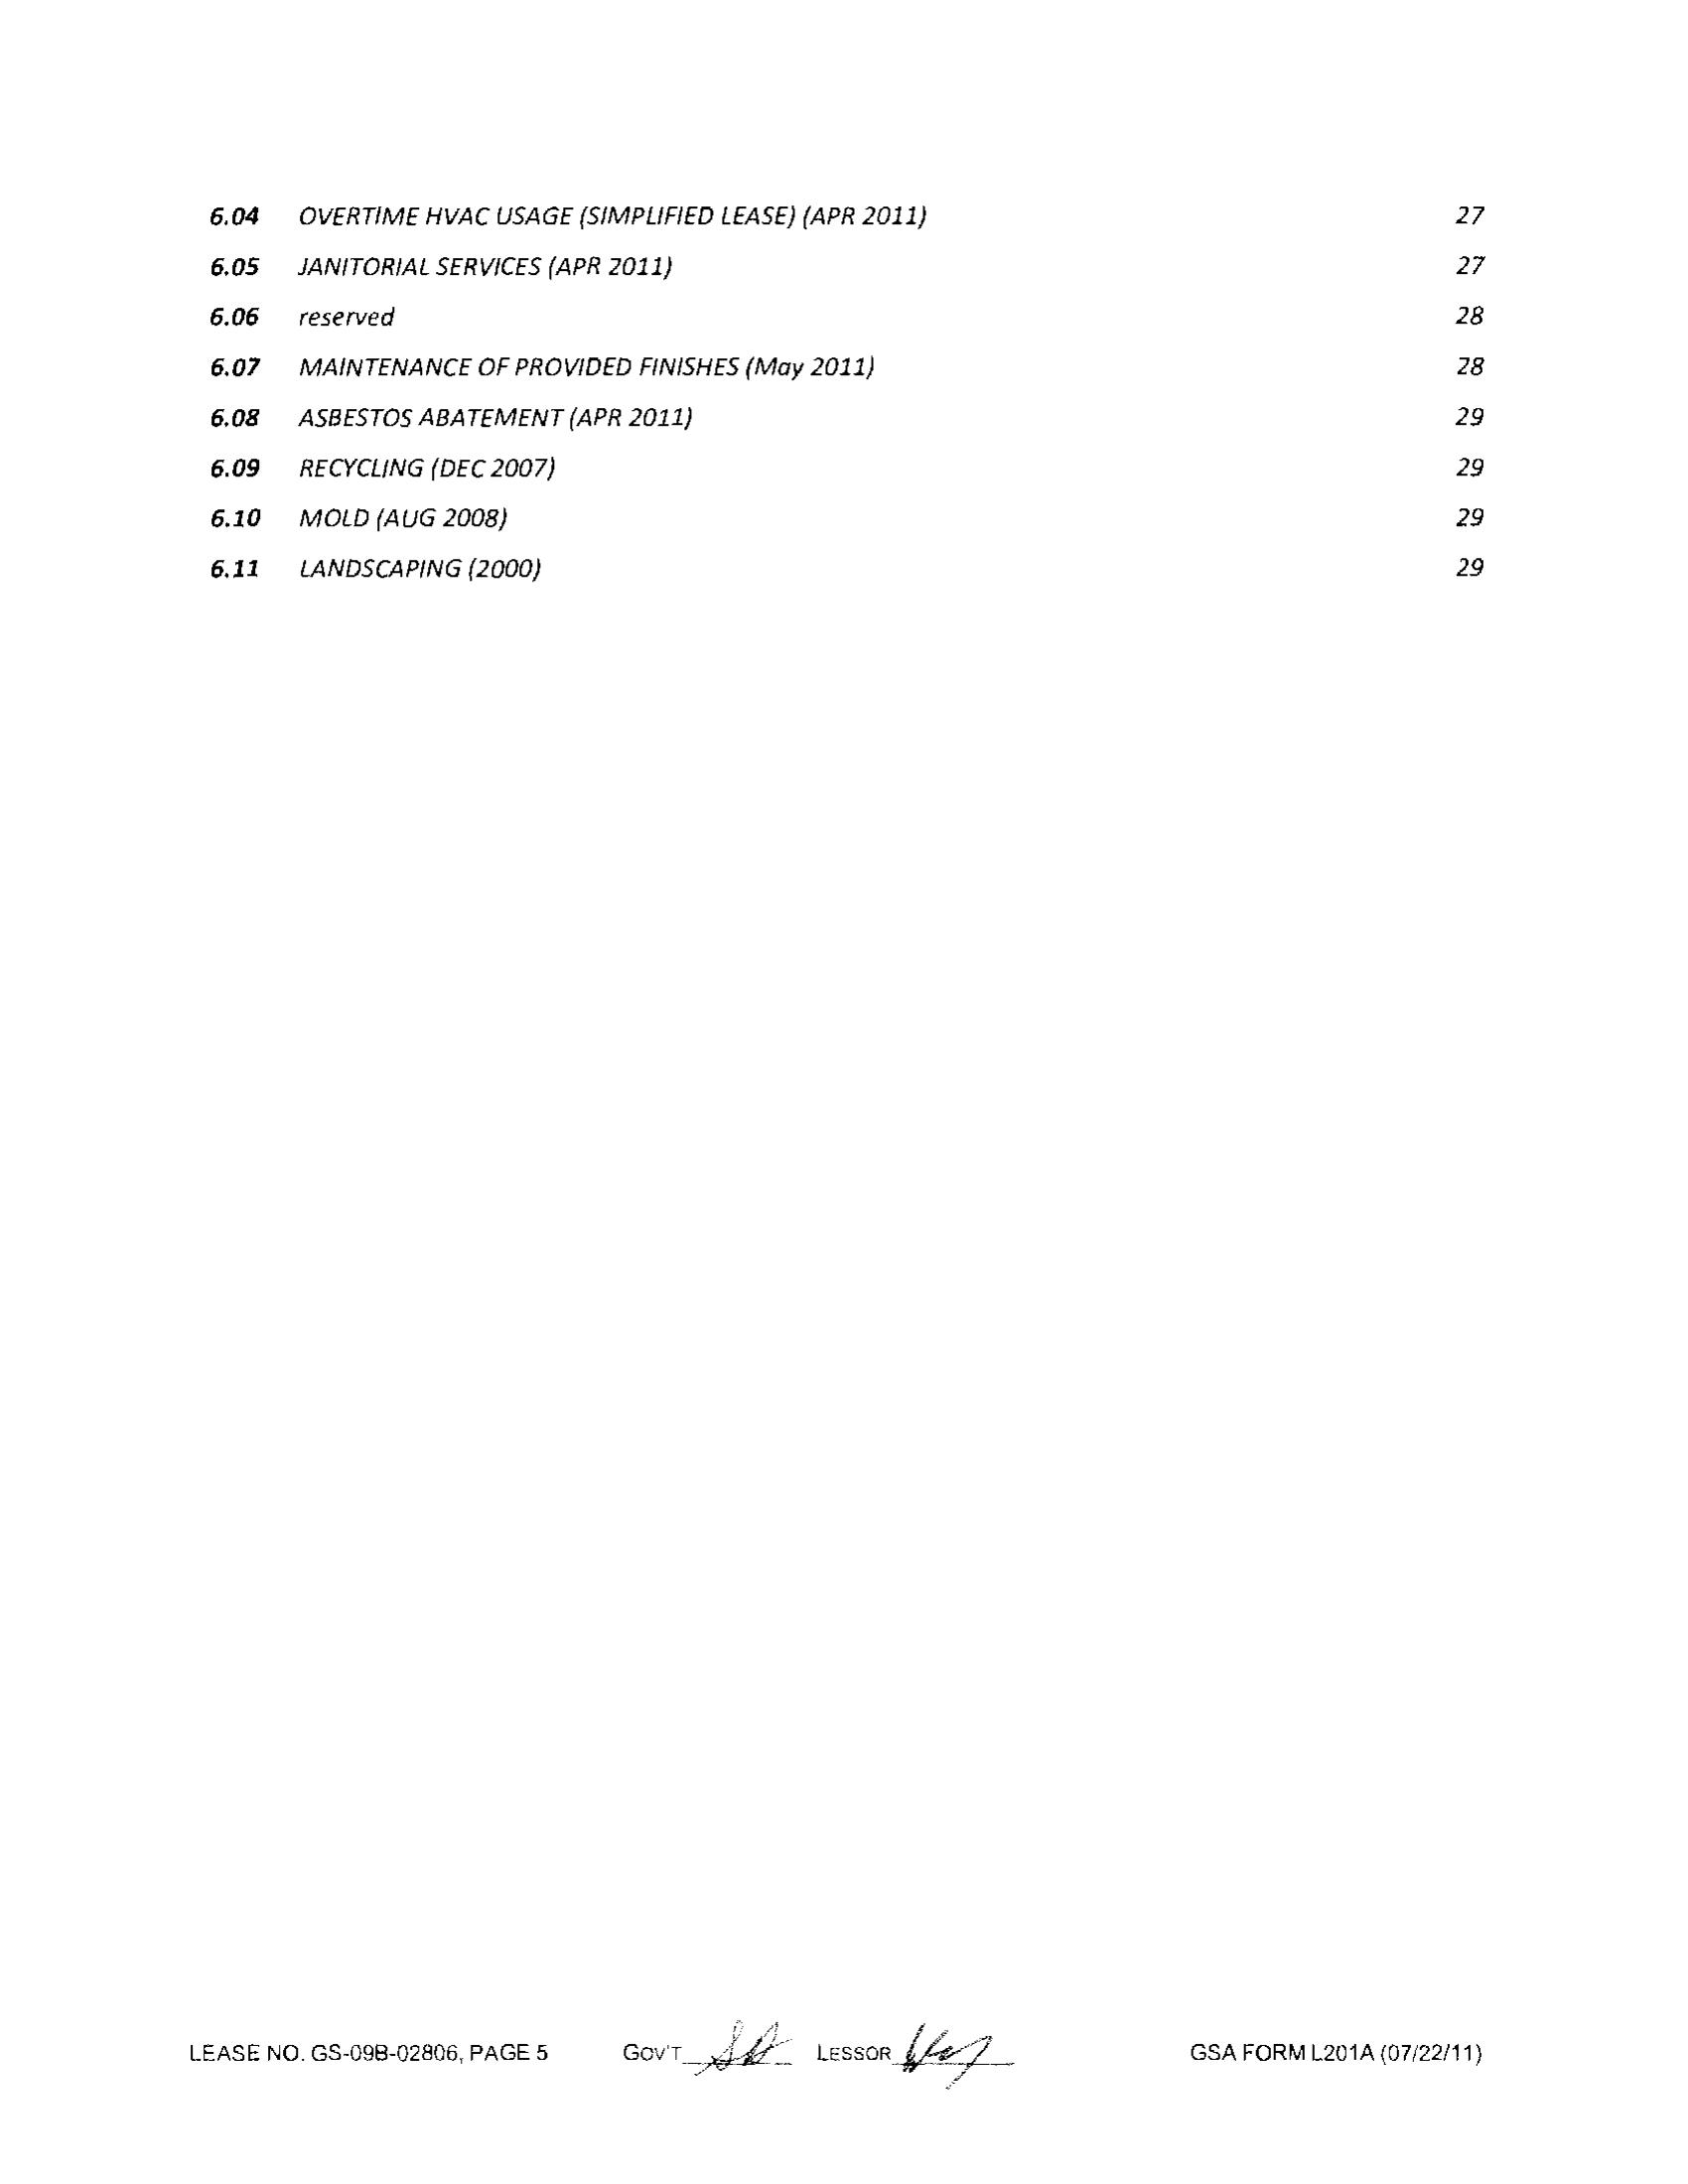 6.04 OVERTIME HVAC USAGE (SIMPLIFIED LEASE) (APR 2011) 27
6.05 JANITORIAL SERVICES (APR 2011) 27
6.06 reserved 28
6.07 MAINTENANCE OF PROVIDED FINISHES (May 2011) 28
6.08 ASBESTOS ABATEMENT (APR 2011) 29
6.09 RECYCLING (DEC 2007) 29
6.10 MOLD (AUG 2008) 29
6.11 LANDSCAPING (2000) 29
LEASE NO. GS-09B-02806, PAGE 5 GOV'T LESSOR GSA FORM L201A (07/22/11)